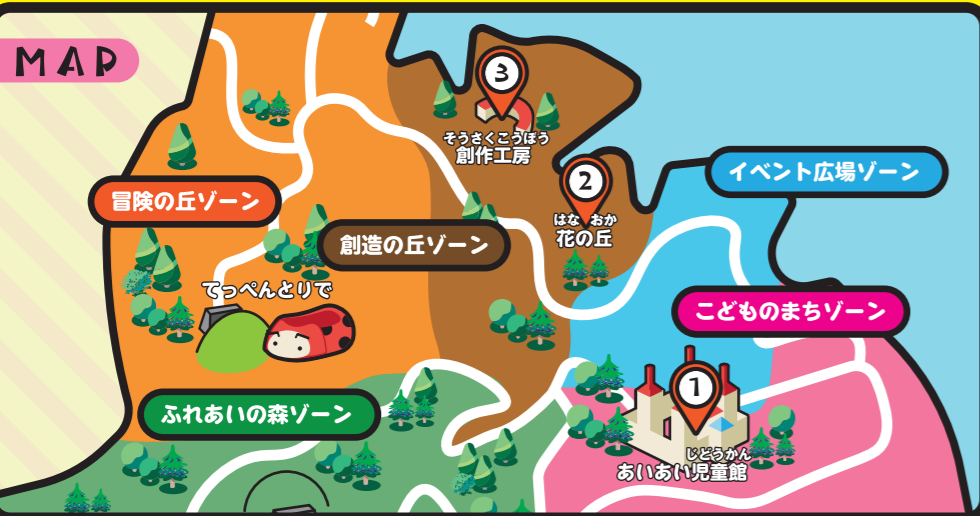 MAP
3
そうさくこうぼう
創作工房
2
はな おか
花の丘
イベント広場ゾーン
冒険の丘ゾーン
創造の丘ゾーン
てっぺんとりで
こどものまちゾーン
1
じどうかん
あいあい児童館
ふれあいの森ゾーン